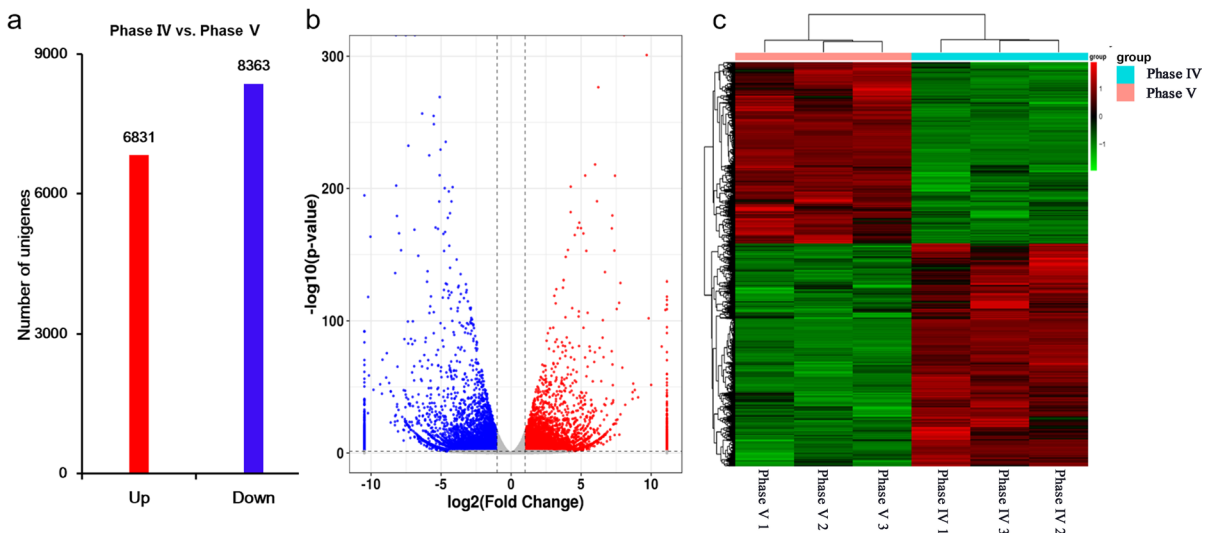 a
Phase IV vs. Phase V
Number of unigenes
9000
6000
3000
0
6831
8363
Up
Down
b
-log10(p-value)
300
200
100
0
-10
-5
0
5
10
log2(Fold Change)
c
group
1
-1
group
Phase IV
Phase V
Phase V 1
Phase V 2
Phase V 3
Phase IV 1
Phase IV 3
Phase IV 2